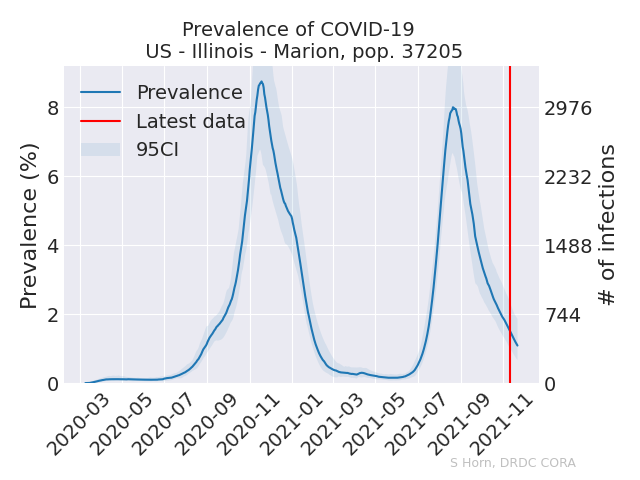 Prevalence of COVID-19
US - Illinois - Marion, pop. 37205
Prevalence
Latest data
95CI
Prevalence (%)
8
6
4
2
0
2976
2232
1488
744
0
# of infections
2020-03
2020-05
2020-07
2020-09
2020-11
2021-01
2021-03
2021-05
2021-07
2021-09
2021-11
S Horn, DRDC CORA